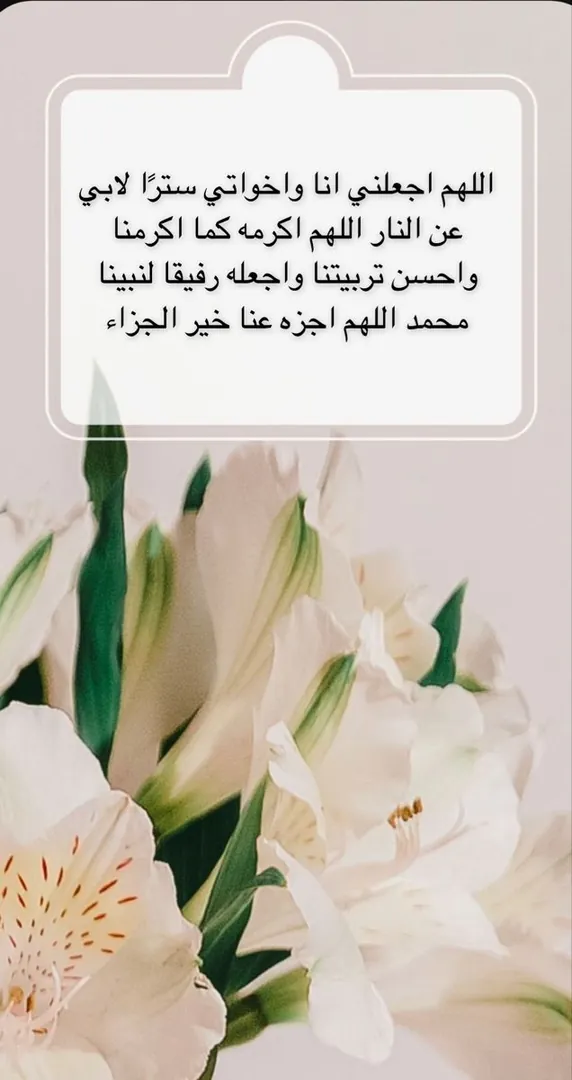 اللهم اجعلني انا واخواتي سترًا لابي
عن النار اللهم اكرمه كما اكرمنا
واحسن تربيتنا واجعله رفيقا لنبينا
محمد اللهم اجزه عنا خير الجزاء